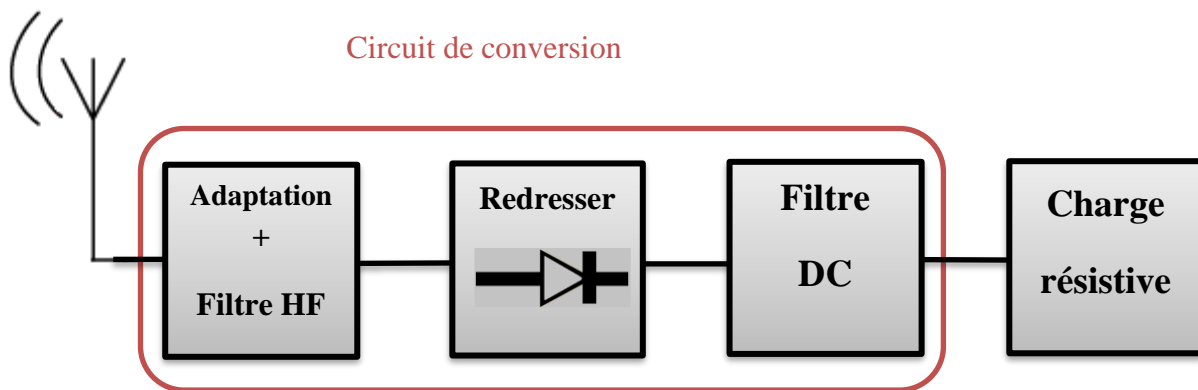 Circuit de conversion
Adaptation
+
Filtre HF
Redresser
Filtre
DC
Charge
résistive